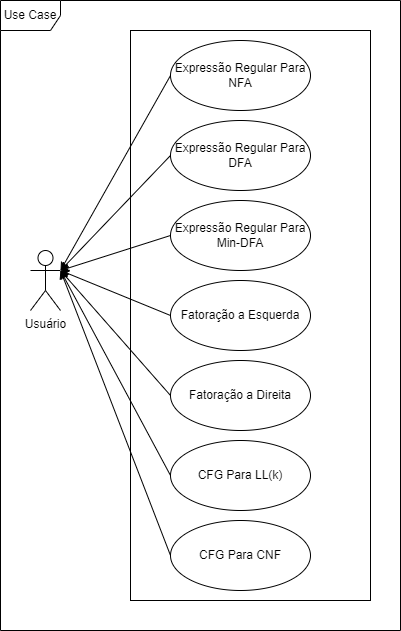 Use Case
Expressão Regular Para
NFA
Expressão Regular Para
DFA
Expressão Regular Para
Min-DFA
Usuário
Fatoração a Esquerda
Fatoração a Direita
CFG Para LL(k)
CFG Para CNF